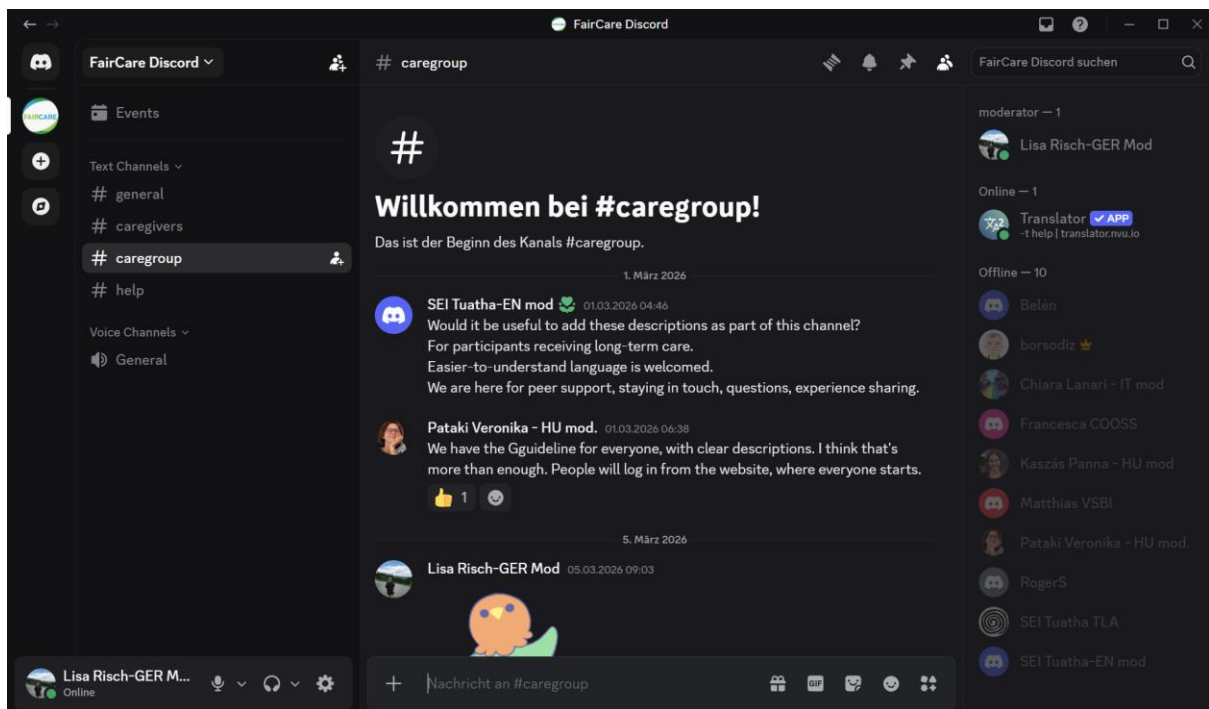 FairCare Discord
FairCare Discord
Events
Text Channels
# general
# caregivers
# caregroup
# help
Voice Channels
General
Lisa Risch-GER M...
Online
# caregroup
#
Willkommen bei #caregroup!
Das ist der Beginn des Kanals #caregroup.
1. März 2026
SEI Tuatha-EN mod 01.03.2026 04:46
Would it be useful to add these descriptions as part of this channel?
For participants receiving long-term care.
Easier-to-understand language is welcomed.
We are here for peer support, staying in touch, questions, experience sharing.
Pataki Veronika - HU mod. 01.03.2026 06:38
We have the Gguideline for everyone, with clear descriptions. I think that's
more than enough. People will log in from the website, where everyone starts.
1
5. März 2026
Lisa Risch-GER Mod 05.03.2026 09:03
Nachricht an #caregroup
GIF
FairCare Discord suchen
moderator — 1
Lisa Risch-GER Mod
Online — 1
Translator ✓ APP
-t help | translator.nvu.io
Offline — 10
Belén
borsodiz
Chiara Lanari - IT mod
Francesca COOSS
Kaszás Panna - HU mod
Matthias VSBI
Pataki Veronika - HU mod.
RogerS
SEI Tuatha TLA
SEI Tuatha-EN mod
FAIRCARE